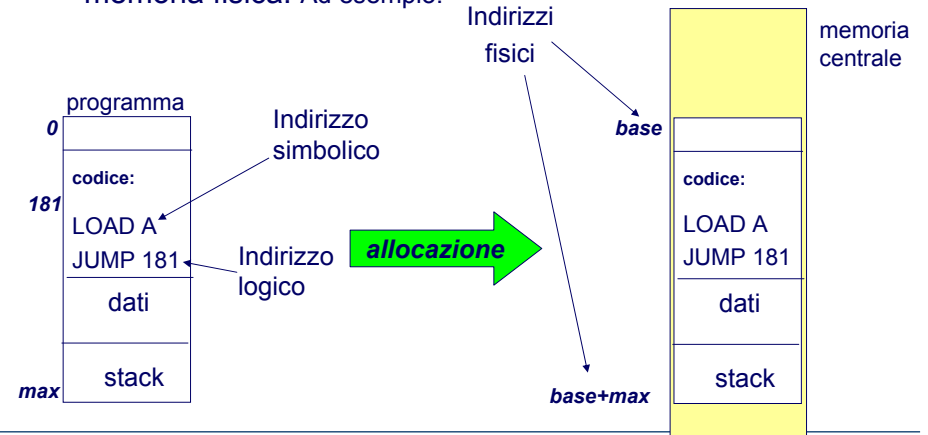 memoria fisica. Ad esempio:
Indirizzi
fisici
memoria
centrale
programma
0
Indirizzo
simbolico
base
codice:
181
LOAD A
JUMP 181
Indirizzo
logico
allocazione
codice:
LOAD A
JUMP 181
dati
dati
stack
max
stack
base+max